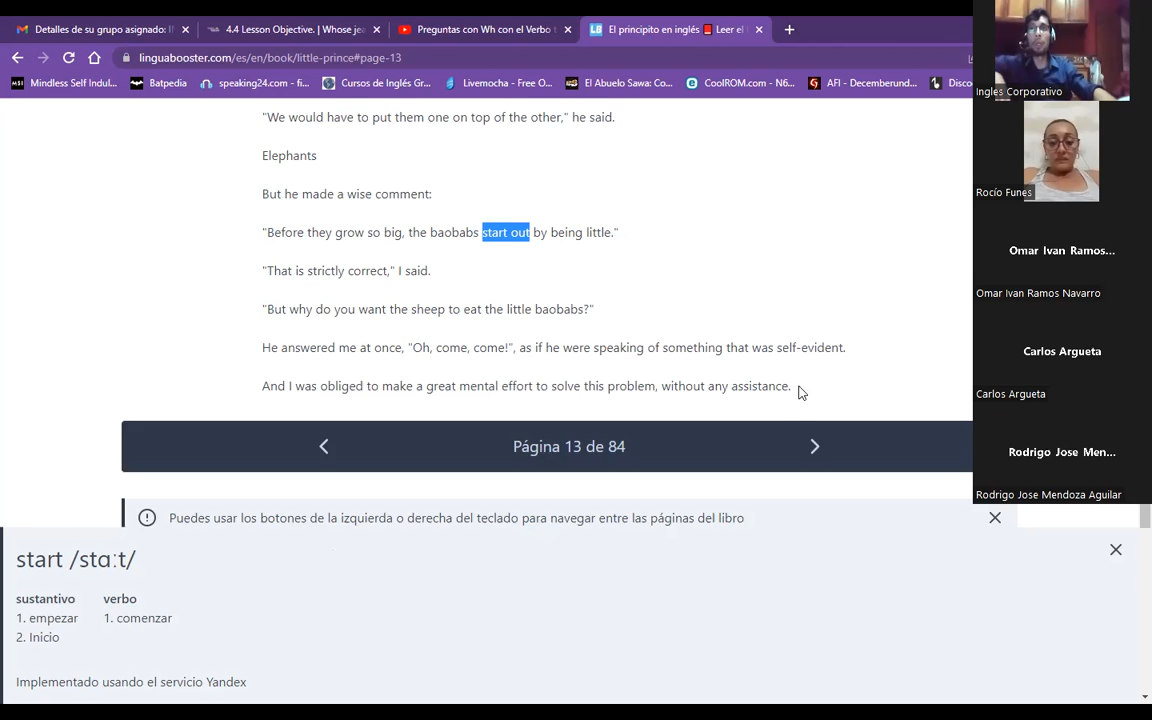 Detalles de su grupo asignado: I
4.4 Lesson Objective. | Whose je
Preguntas con Wh con el Verbo
LB El principito en inglés Leer el l
linguabooster.com/es/en/book/little-prince#page-13
Mindless Self Indul...
Batpedia
speaking24.com - fi...
Cursos de Inglés Gr...
Livemocha - Free O...
El Abuelo Sawa: Co...
CoolROM.com - N6...
AFI - Decemberund...
Disco
"We would have to put them one on top of the other," he said.
Elephants
But he made a wise comment:
"Before they grow so big, the baobabs start out by being little."
"That is strictly correct," I said.
"But why do you want the sheep to eat the little baobabs?"
He answered me at once, "Oh, come, come!", as if he were speaking of something that was self-evident.
And I was obliged to make a great mental effort to solve this problem, without any assistance.
Página 13 de 84
Puedes usar los botones de la izquierda o derecha del teclado para navegar entre las páginas del libro
start /stɑːt/
sustantivo verbo
1. empezar 1. comenzar
2. Inicio
Implementado usando el servicio Yandex
Ingles Corporativo
Rocío Funes
Omar Ivan Ramos...
Omar Ivan Ramos Navarro
Carlos Argueta
Carlos Argueta
Rodrigo Jose Men...
Rodrigo Jose Mendoza Aguilar